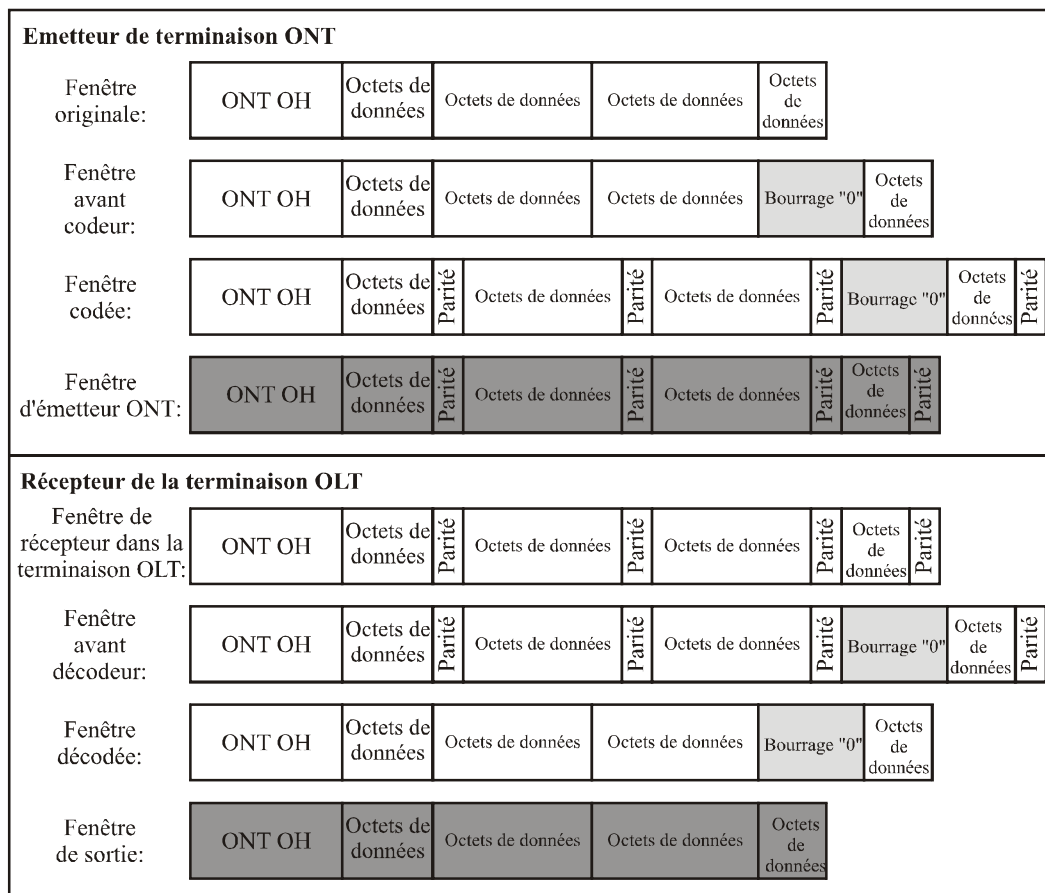 Emetteur de terminaison ONT
Fenêtre
originale:
ONT OH
Octets de
données
Octets de données
Octets de données
Octets
de
données
Fenêtre
avant
codeur:
ONT OH
Octets de
données
Octets de données
Octets de données
Bourrage "0"
Octets
de
données
Fenêtre
codée:
ONT OH
Octets de
données
Parité
Octets de données
Parité
Octets de données
Parité
Bourrage "0"
Octets
de
données
Parité
Fenêtre
d'émetteur ONT:
ONT OH
Octets de
données
Parité
Octets de données
Parité
Octets de données
Parité
Octets
de
données
Parité
Récepteur de la terminaison OLT
Fenêtre de
récepteur dans la
terminaison OLT:
ONT OH
Octets de
données
Parité
Octets de données
Parité
Octets de données
Parité
Octets
de
données
Parité
Fenêtre
avant
décodeur:
ONT OH
Octets de
données
Parité
Octets de données
Parité
Octets de données
Parité
Bourrage "0"
Octets
de
données
Parité
Fenêtre
décodée:
ONT OH
Octets de
données
Octets de données
Octets de données
Bourrage "0"
Octets
de
données
Fenêtre
de sortie:
ONT OH
Octets de
données
Octets de données
Octets de données
Octets
de
données